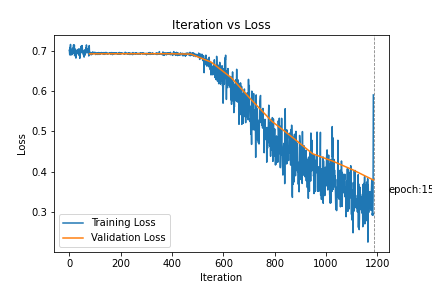 Iteration vs Loss
0.7
0.6
0.5
0.4
0.3
Loss
Training Loss
Validation Loss
epoch:15
0
200
400
600
800
1000
1200
Iteration